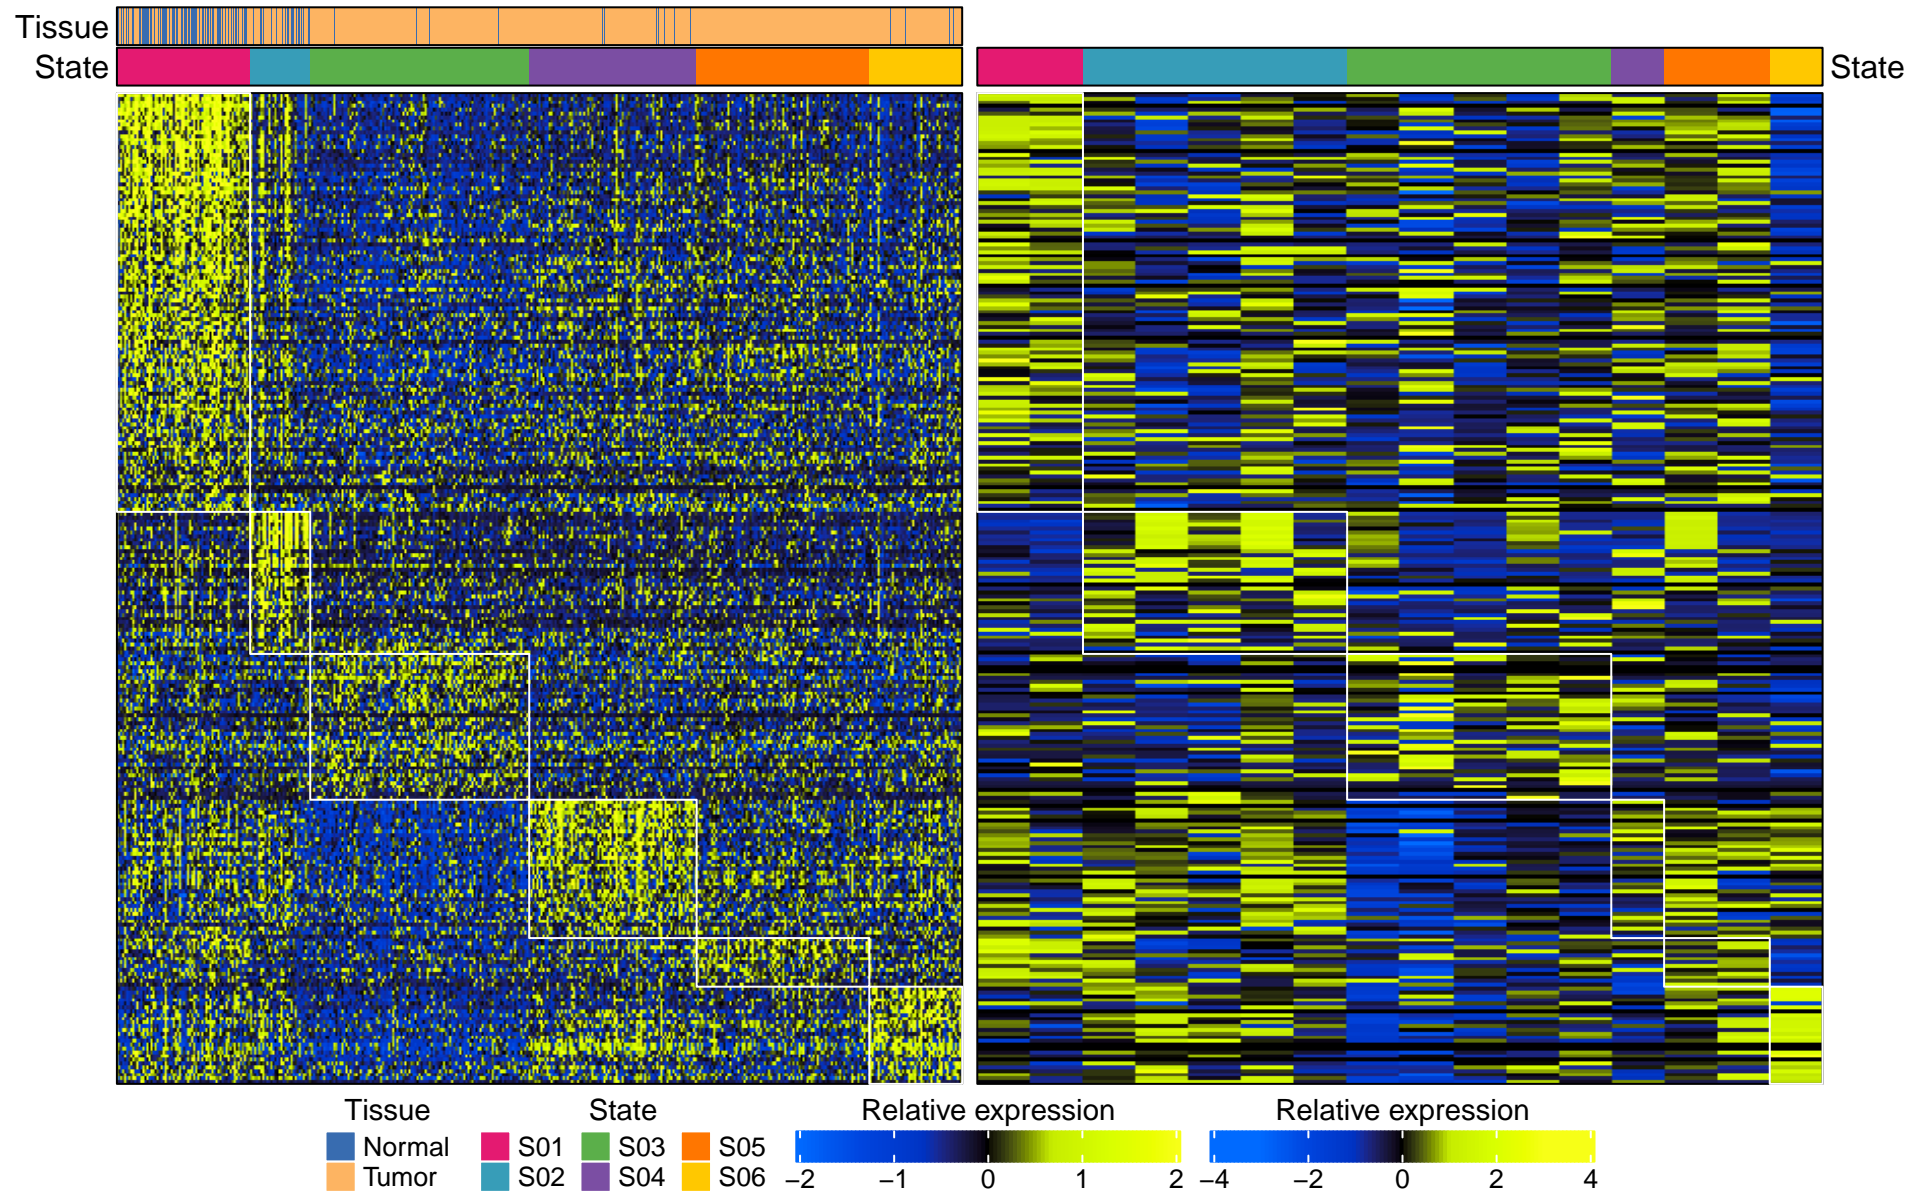 Tissue
State
State
Tissue State Relative expression Relative expression
Normal S01 S03 S05
Tumor S02 S04 S06
−2 −1 0 1 2 −4 −2 0 2 4